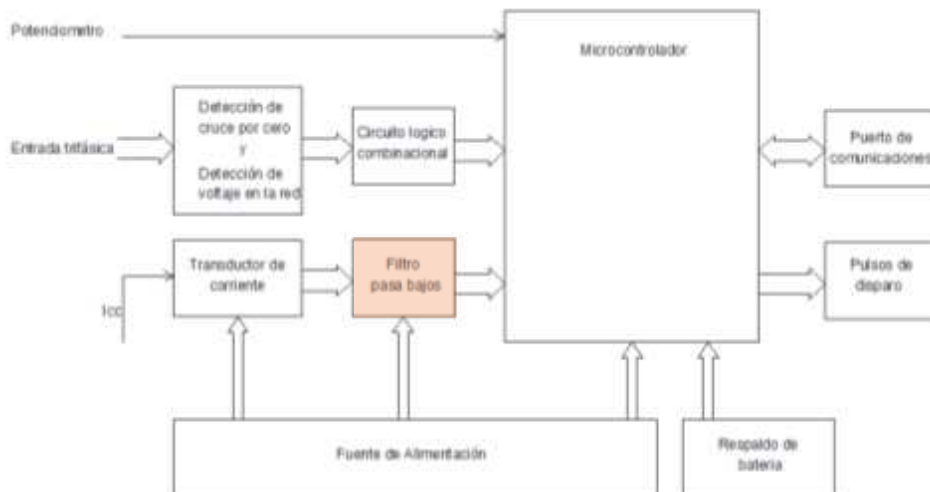 Potenciometro
Microcontrolador
Entrada trifásica
Detección de
cruce por cero
y
Detección de
voltaje en la red
Circuito logico
combinacional
Puerto de
comunicaciones
Icc
Transductor de
corriente
Filtro
pasa bajos
Pulsos de
disparo
Fuente de Alimentación
Respaldo de
bateria